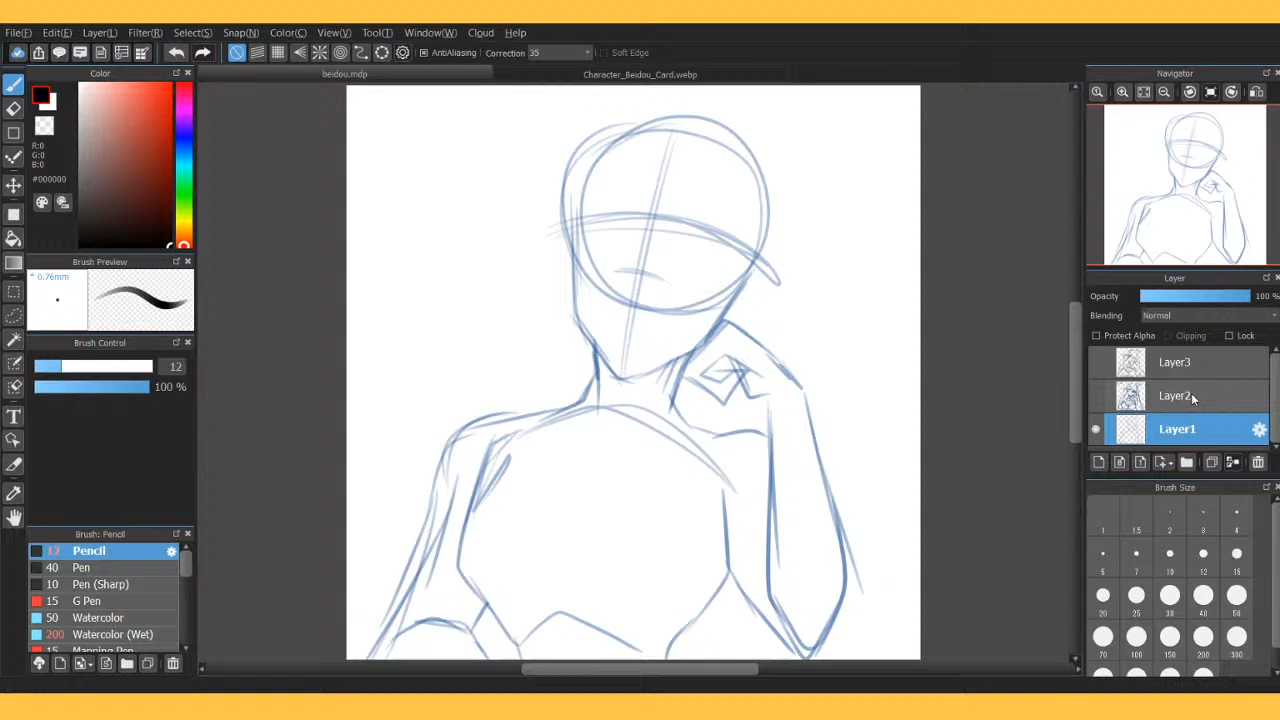 File(F) Edit(E) Layer(L) Filter(R) Select(S) Snap(N) Color(C) View(V) Tool(T) Window(W) Cloud Help
AntiAliasing Correction 35 Soft Edge
Color
beidou.mdp Character_Beidou_Card.webp
Navigator
R:0
G:0
B:0
#000000
Brush Preview
* 0.76mm
Brush Control
12
100 %
Layer
Opacity 100 %
Blending Normal
Protect Alpha Clipping Lock
Layer3
Layer2
Layer1
Brush Size
1 1.5 2 3 4
5 7 10 12 15
20 25 30 40 50
70 100 150 200 300
Brush: Pencil
12 Pencil
40 Pen
10 Pen (Sharp)
15 G Pen
50 Watercolor
200 Watercolor (Wet)
15 Mapping Pen